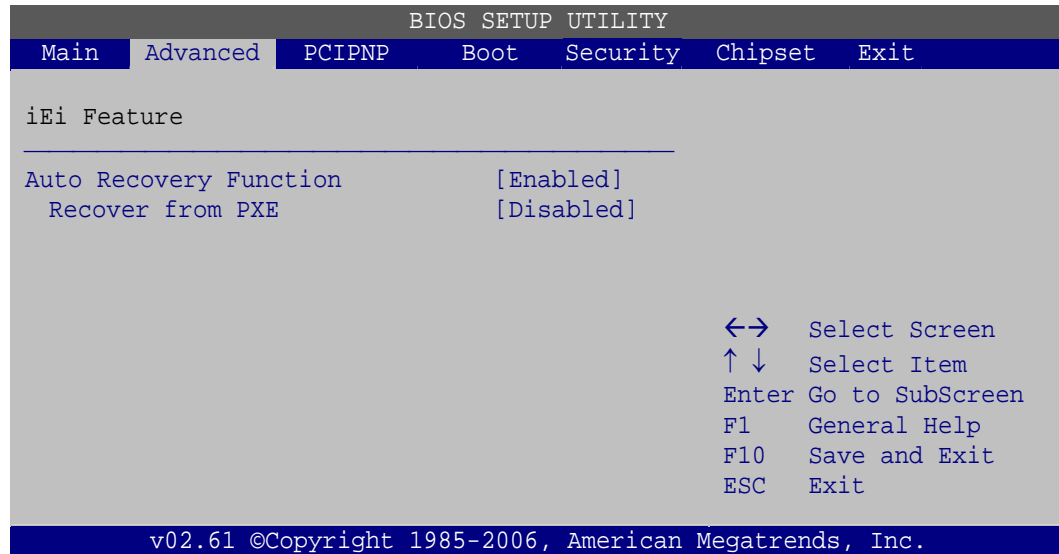 BIOS SETUP UTILITY
Main Advanced PCIPNP Boot Security Chipset Exit
iEi Feature
Auto Recovery Function [Enabled]
Recover from PXE [Disabled]
←→ Select Screen
↑ ↓ Select Item
Enter Go to SubScreen
F1 General Help
F10 Save and Exit
ESC Exit
v02.61 ©Copyright 1985-2006, American Megatrends, Inc.